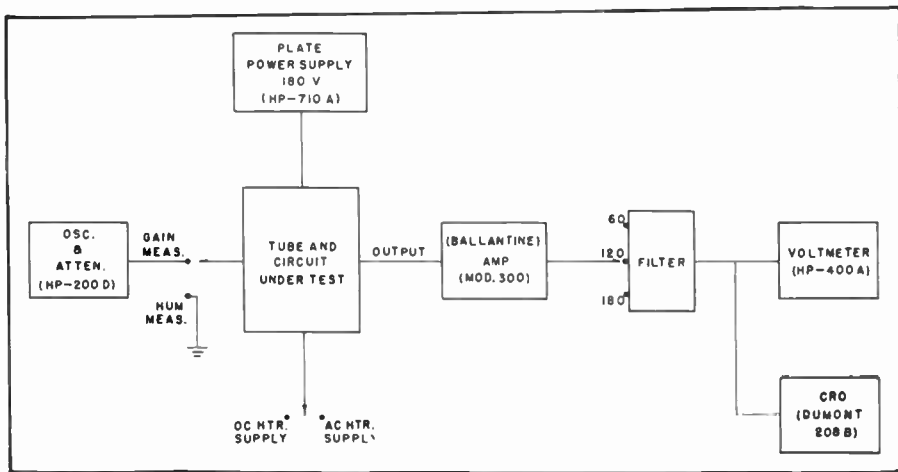 PLATE
POWER SUPPLY
180 V
(HP-710 A)
OSC.
&
ATTEN.
(HP-200 D)
GAIN
MEAS.
HUM
MEAS.
TUBE AND
CIRCUIT
UNDER TEST
OUTPUT
(BALLANTINE)
AMP
(MOD. 300)
60
120
180
FILTER
VOLTMETER
(HP-400 A)
CRO
(DUMONT
208 B)
DC HTR.
SUPPLY
AC HTR.
SUPPLY